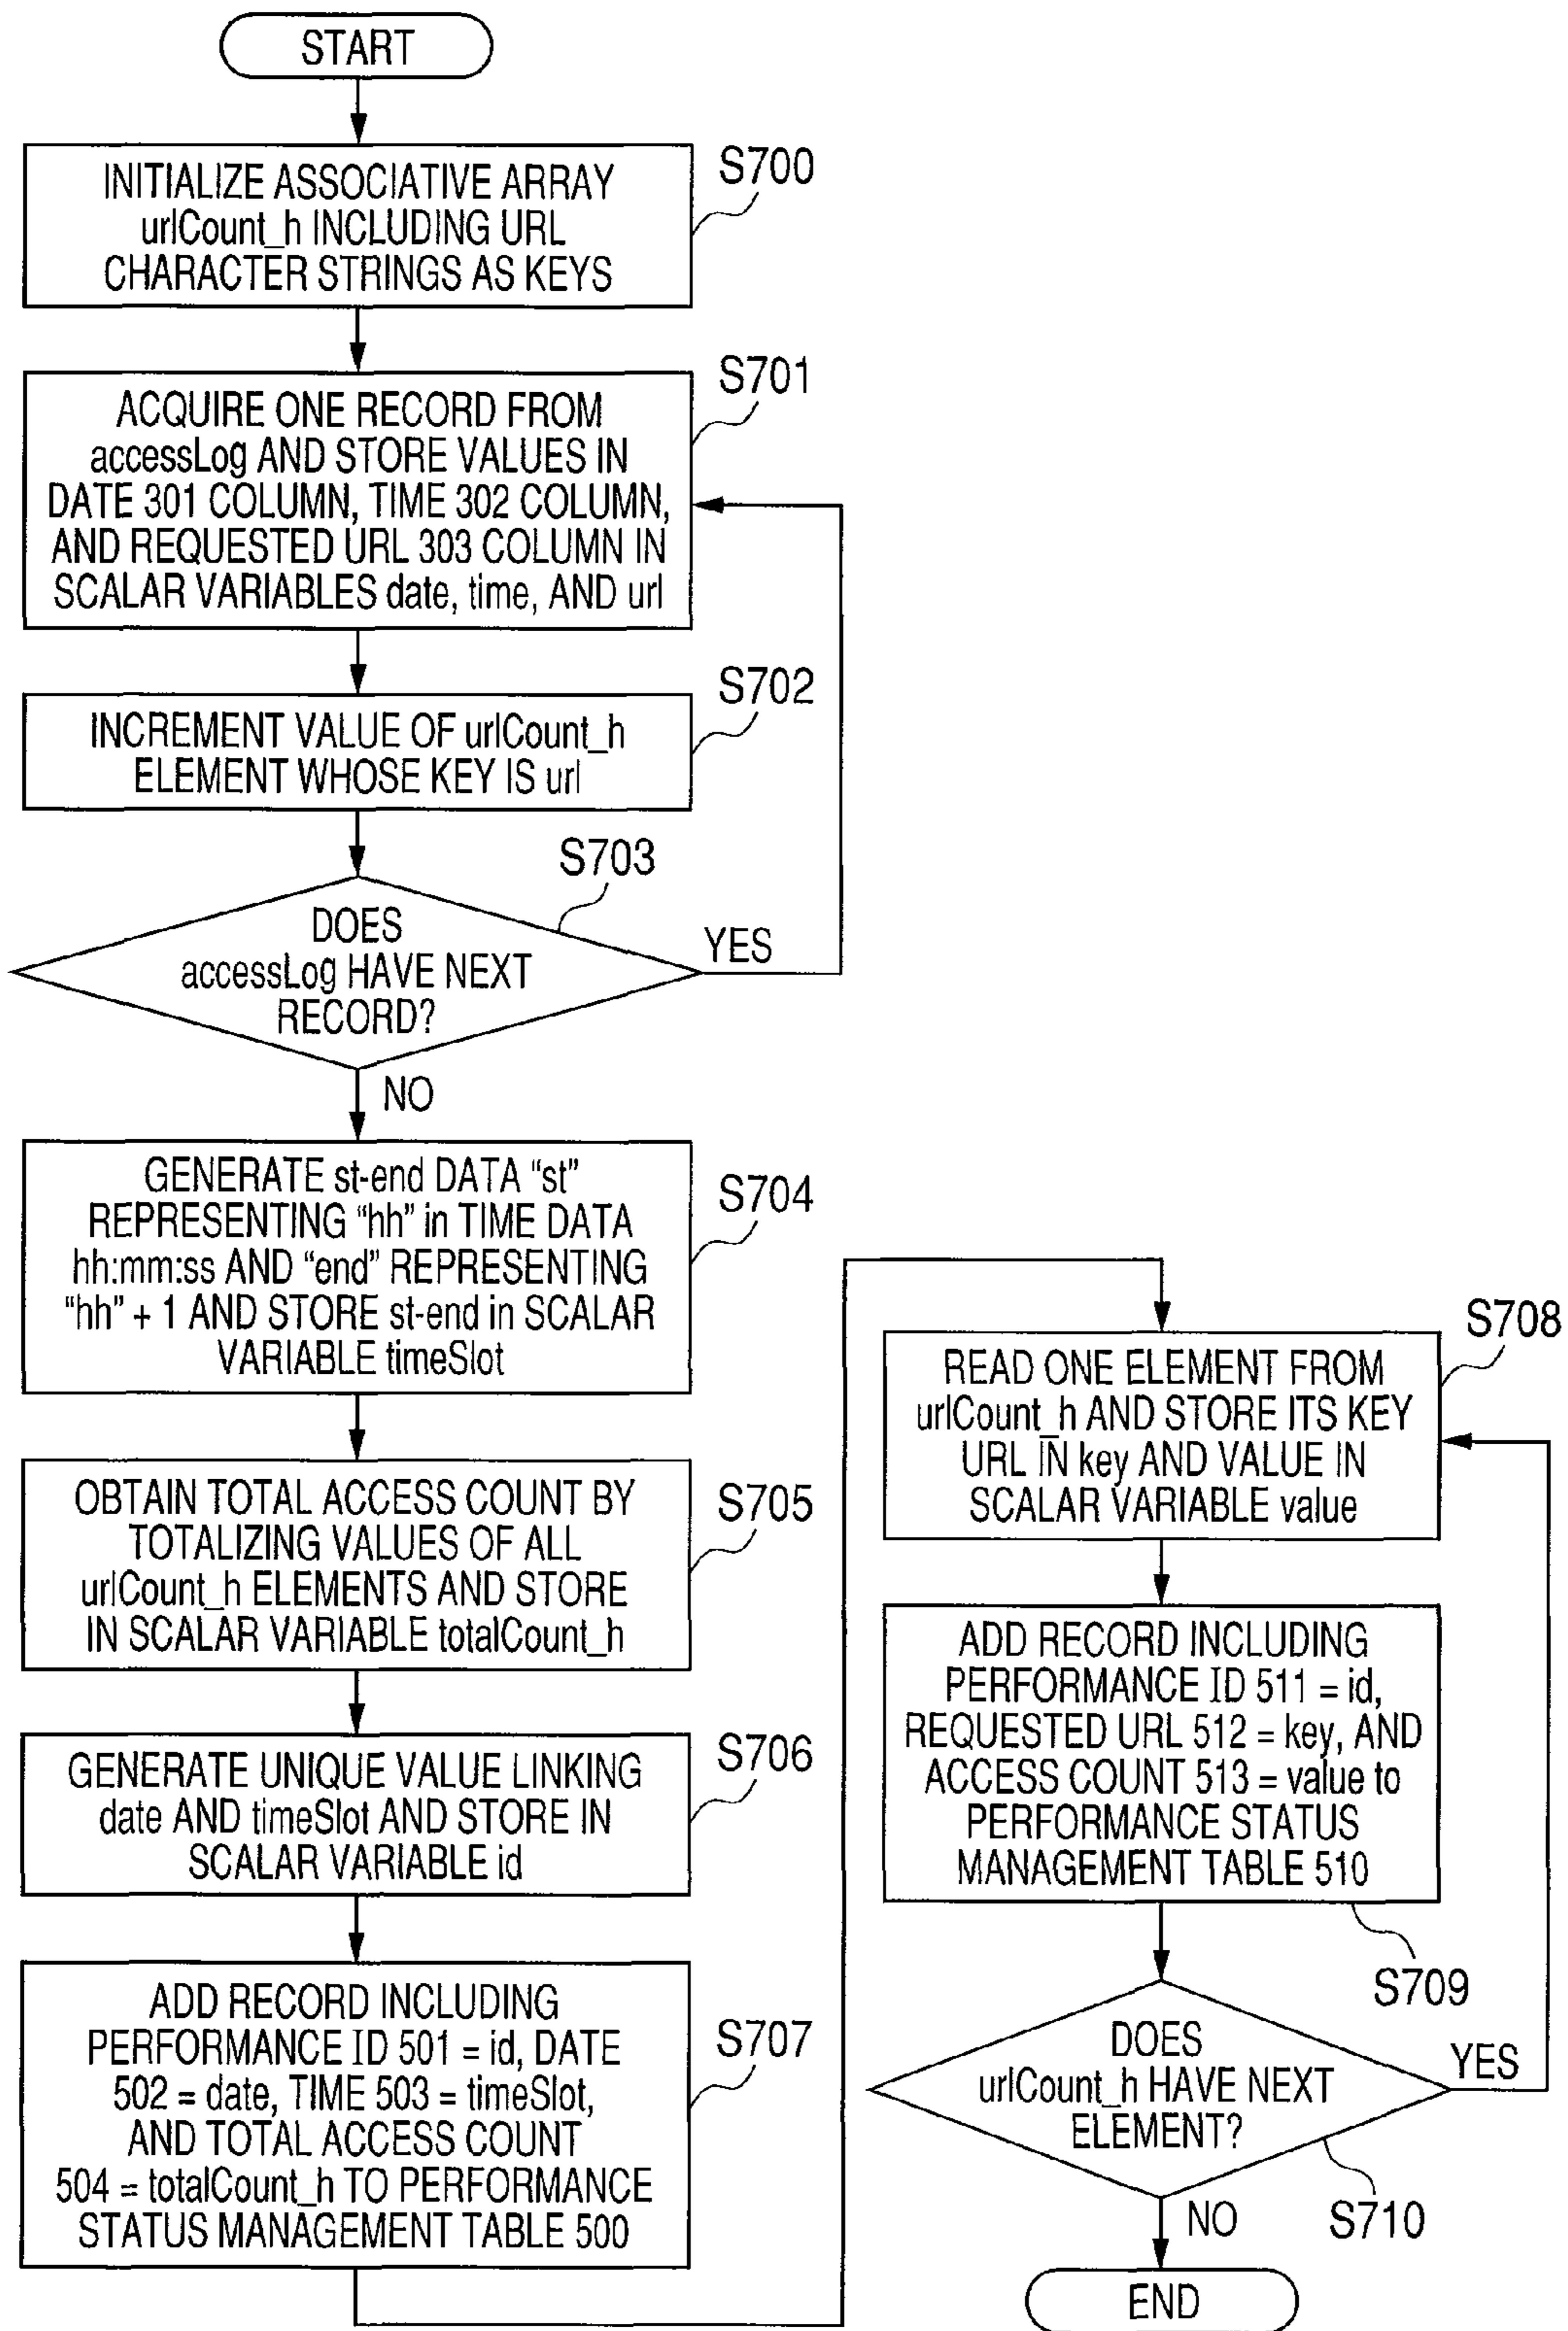 START
S700
INITIALIZE ASSOCIATIVE ARRAY
urlCount_h INCLUDING URL
CHARACTER STRINGS AS KEYS
S701
ACQUIRE ONE RECORD FROM
accessLog AND STORE VALUES IN
DATE 301 COLUMN, TIME 302 COLUMN,
AND REQUESTED URL 303 COLUMN IN
SCALAR VARIABLES date, time, AND url
S702
INCREMENT VALUE OF urlCount_h
ELEMENT WHOSE KEY IS url
S703
DOES
accessLog HAVE NEXT
RECORD?
YES
NO
S704
GENERATE st-end DATA “st”
REPRESENTING “hh” in TIME DATA
hh:mm:ss AND “end” REPRESENTING
“hh” + 1 AND STORE st-end in SCALAR
VARIABLE timeSlot
S705
OBTAIN TOTAL ACCESS COUNT BY
TOTALIZING VALUES OF ALL
urlCount_h ELEMENTS AND STORE
IN SCALAR VARIABLE totalCount_h
S706
GENERATE UNIQUE VALUE LINKING
date AND timeSlot AND STORE IN
SCALAR VARIABLE id
S707
ADD RECORD INCLUDING
PERFORMANCE ID 501 = id, DATE
502 = date, TIME 503 = timeSlot,
AND TOTAL ACCESS COUNT
504 = totalCount_h TO PERFORMANCE
STATUS MANAGEMENT TABLE 500
S708
READ ONE ELEMENT FROM
urlCount_h AND STORE ITS KEY
URL IN key AND VALUE IN
SCALAR VARIABLE value
ADD RECORD INCLUDING
PERFORMANCE ID 511 = id,
REQUESTED URL 512 = key, AND
ACCESS COUNT 513 = value to
PERFORMANCE STATUS
MANAGEMENT TABLE 510
S709
DOES
urlCount_h HAVE NEXT
ELEMENT?
YES
NO
S710
END